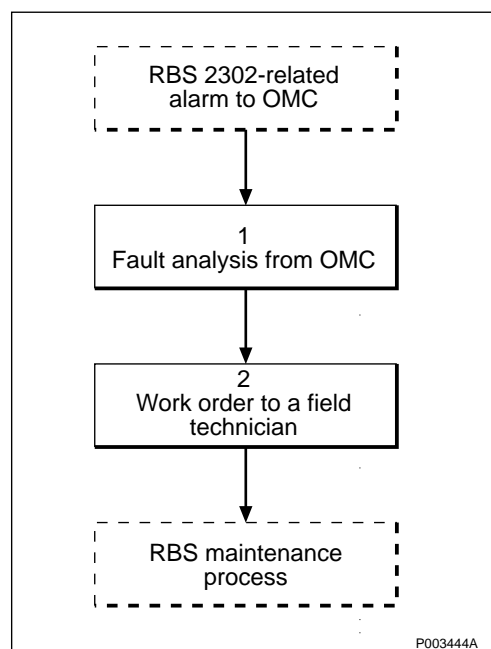 RBS 2302-related
alarm to OMC
1
Fault analysis from OMC
2
Work order to a field
technician
RBS maintenance
process
P003444A